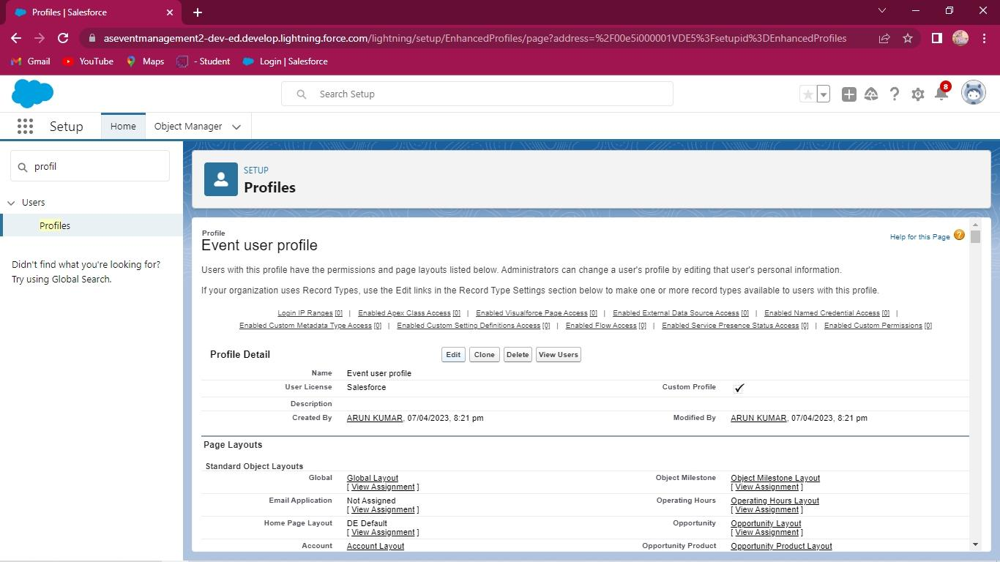 Profiles | Salesforce
aseventmanagement2-dev-ed.develop.lightning.force.com/lightning/setup/EnhancedProfiles/page?address=%2F00e5i000001VDE5%3Fsetupid%3DEnhancedProfiles
Gmail YouTube Maps - Student Login | Salesforce
Search Setup
8
Setup Home Object Manager
profil
Users
Profiles
Didn't find what you're looking for?
Try using Global Search.
SETUP
Profiles
Profile
Event user profile
Help for this Page ?
Users with this profile have the permissions and page layouts listed below. Administrators can change a user's profile by editing that user's personal information.
If your organization uses Record Types, use the Edit links in the Record Type Settings section below to make one or more record types available to users with this profile.
Login IP Ranges [0] | Enabled Apex Class Access [0] | Enabled Visualforce Page Access [0] | Enabled External Data Source Access [0] | Enabled Named Credential Access [0] |
Enabled Custom Metadata Type Access [0] | Enabled Custom Setting Definitions Access [0] | Enabled Flow Access [0] | Enabled Service Presence Status Access [0] | Enabled Custom Permissions [0]
Profile Detail Edit Clone Delete View Users
Name Event user profile
User License Salesforce Custom Profile ✓
Description
Created By ARUN KUMAR, 07/04/2023, 8:21 pm Modified By ARUN KUMAR, 07/04/2023, 8:21 pm
Page Layouts
Standard Object Layouts
Global Global Layout Object Milestone Object Milestone Layout
[ View Assignment ] [ View Assignment ]
Email Application Not Assigned Operating Hours Operating Hours Layout
[ View Assignment ] [ View Assignment ]
Home Page Layout DE Default Opportunity Opportunity Layout
[ View Assignment ] [ View Assignment ]
Account Account Layout Opportunity Product Opportunity Product Layout